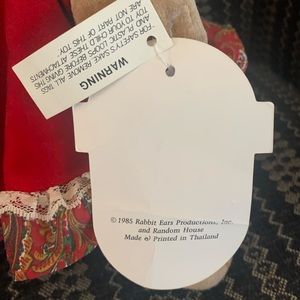 WARNING
FOR SAFETY'S SAKE REMOVE ALL TAGS
AND PLASTIC LOOPS BEFORE GIVING THIS
TOY TO YOUR CHILD THESE ATTACHMENTS
ARE NOT PART OF THIS TOY.
© 1985 Rabbit Ears Productions, Inc.
and Random House
Made & Printed in Thailand